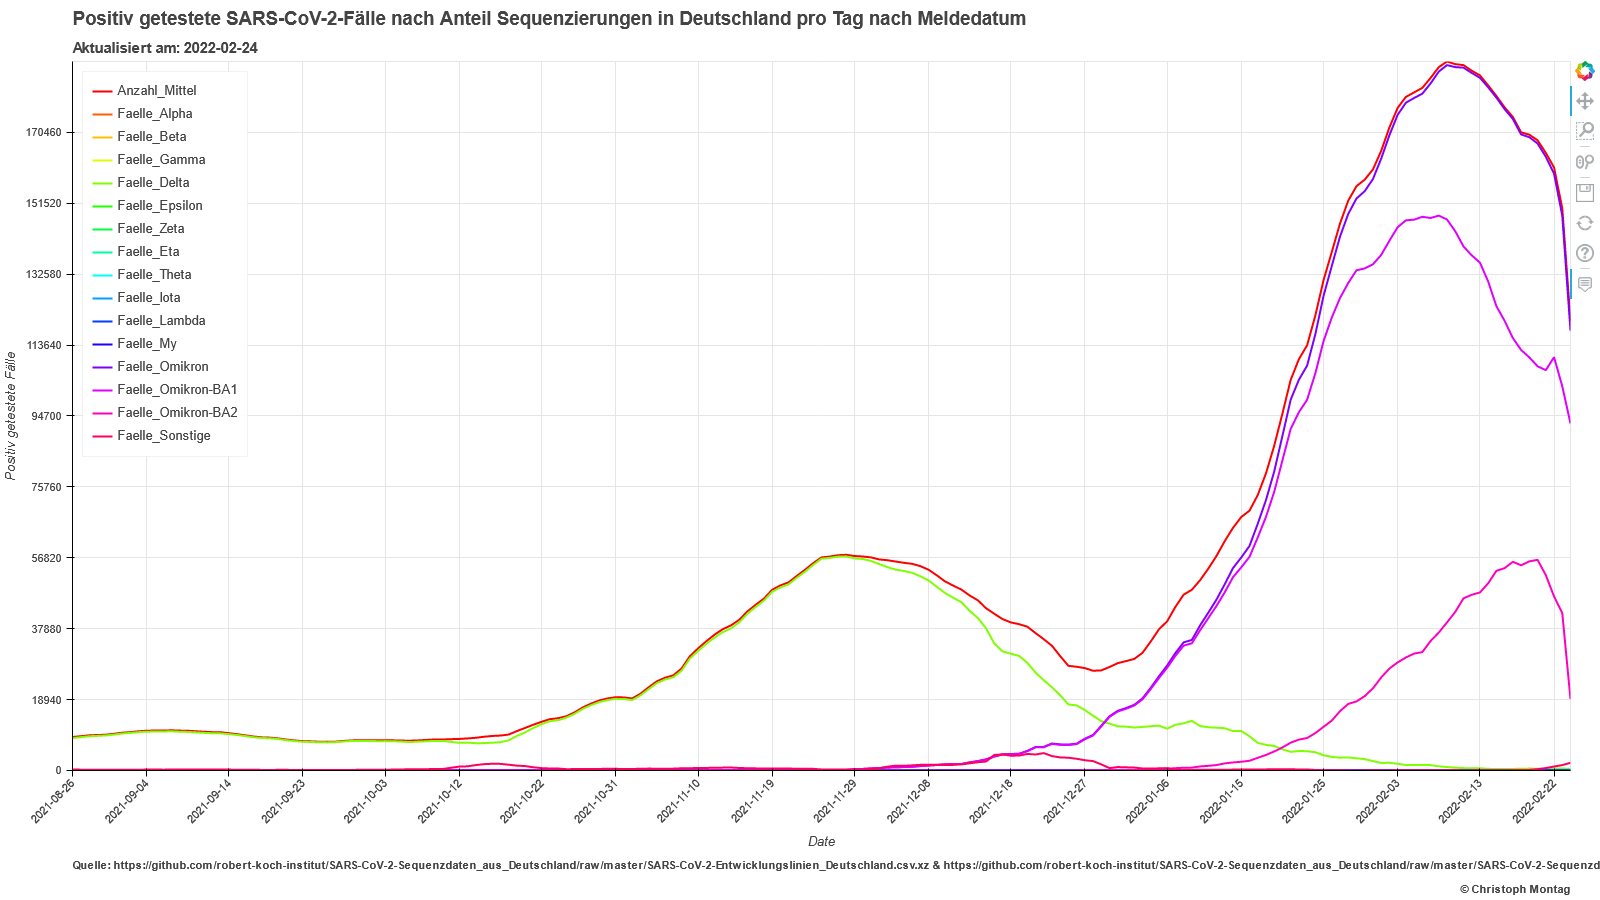 Positiv getestete SARS-CoV-2-Fälle nach Anteil Sequenzierungen in Deutschland pro Tag nach Meldedatum
Aktualisiert am: 2022-02-24
Anzahl_Mittel
Faelle_Alpha
Faelle_Beta
Faelle_Gamma
Faelle_Delta
Faelle_Epsilon
Faelle_Zeta
Faelle_Eta
Faelle_Theta
Faelle_Iota
Faelle_Lambda
Faelle_My
Faelle_Omikron
Faelle_Omikron-BA1
Faelle_Omikron-BA2
Faelle_Sonstige
Positiv getestete Fälle
170460
151520
132580
113640
94700
75760
56820
37880
18940
0
2021-08-26
2021-09-04
2021-09-14
2021-09-23
2021-10-03
2021-10-12
2021-10-22
2021-10-31
2021-11-10
2021-11-19
2021-11-29
2021-12-08
2021-12-18
2021-12-27
2022-01-06
2022-01-15
2022-01-25
2022-02-03
2022-02-13
2022-02-22
Date
Quelle: https://github.com/robert-koch-institut/SARS-CoV-2-Sequenzdaten_aus_Deutschland/raw/master/SARS-CoV-2-Entwicklungslinien_Deutschland.csv.xz & https://github.com/robert-koch-institut/SARS-CoV-2-Sequenzdaten_aus_Deutschland/raw/master/SARS-CoV-2-Sequenzd
© Christoph Montag